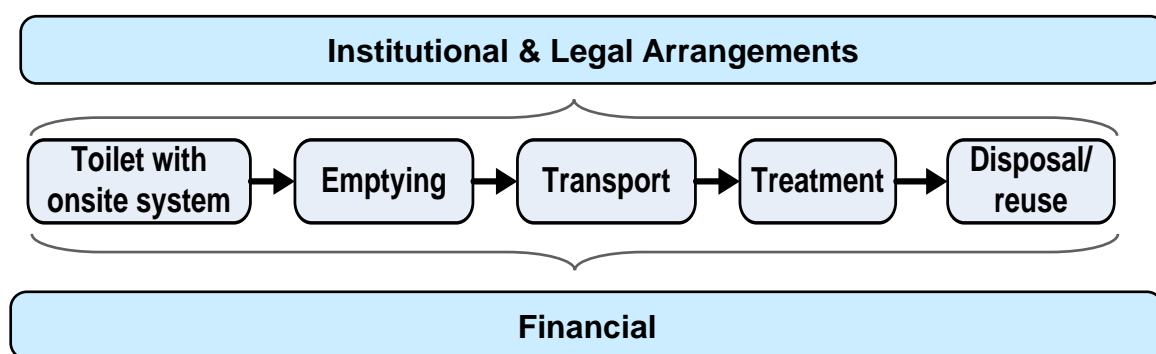 Institutional & Legal Arrangements
Toilet with
onsite system
Emptying
Transport
Treatment
Disposal/
reuse
Financial